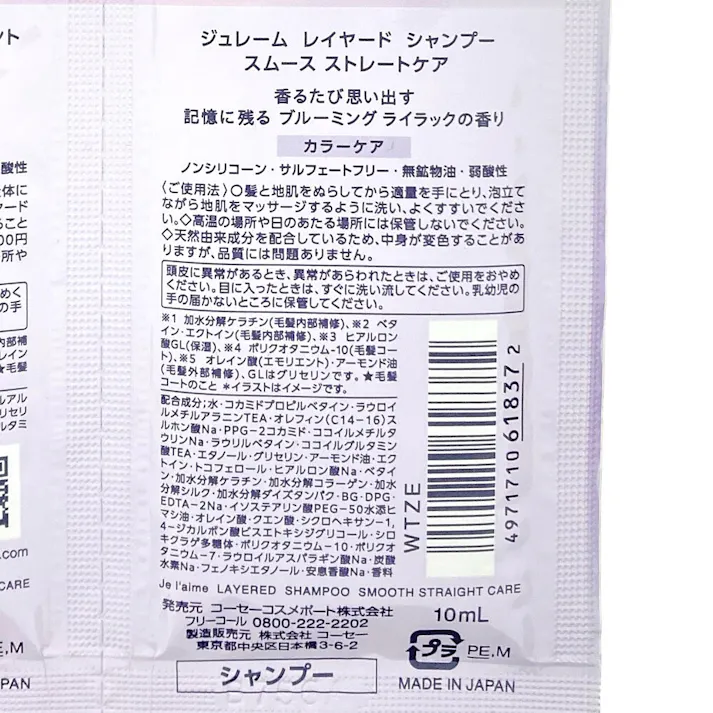 ント
酸性
体に
ヤード
ること
00円
所や
めく
の手
内部補
レイン
★毛髪
.com
CARE
E,M
PAN
ジュレーム レイヤード シャンプー
スムース ストレートケア
香るたび思い出す
記憶に残る ブルーミング ライラックの香り
カラーケア
ノンシリコーン・サルフェートフリー・無鉱物油・弱酸性
〈ご使用法〉〇髪と地肌をぬらしてから適量を手にとり、泡立て
ながら地肌をマッサージするように洗い、よくすすいでくださ
い。◇高温の場所や日のあたる場所には保管しないでください。
◇天然由来成分を配合しているため、中身が変色することがあ
りますが、品質には問題ありません。
頭皮に異常があるとき、異常があらわれたときは、ご使用をおやめ
ください。目に入ったときは、すぐに洗い流してください。乳幼児の
手の届かないところに保管してください。
※1 加水分解ケラチン(毛髪内部補修)、※2 ベタ
イン・エクトイン(毛髪内部補修)、※3 ヒアルロン
酸GL(保湿)、※4 ポリクオタニウム-10(毛髪コー
ト)、※5 オレイン酸(エモリエント)・アーモンド油
(毛髪外部補修)、GLはグリセリンです。★毛髪
コートのこと *イラストはイメージです。
配合成分;水・コカミドプロピルベタイン・ラウロイ
ルメチルアラニンTEA・オレフィン(C14-16)ス
ルホン酸Na・PPG-2コカミド・ココイルメチルタ
ウリンNa・ラウリルベタイン・ココイルグルタミン
酸TEA・エタノール・グリセリン・アーモンド油・エク
トイン・トコフェロール・ヒアルロン酸Na・ベタイ
ン・加水分解ケラチン・加水分解コラーゲン・加水
分解シルク・加水分解ダイズタンパク・BG・DPG・
EDTA-2Na・イソステアリン酸PEG-50水添ヒ
マシ油・オレイン酸・クエン酸・シクロヘキサン-1,
4-ジカルボン酸ビスエトキシジグリコール・シロ
キクラゲ多糖体・ポリクオタニウム-10・ポリクオ
タニウム-7・ラウロイルアスパラギン酸Na・炭酸
水素Na・フェノキシエタノール・安息香酸Na・香料
WTZE
4971710618372
Je l'aime LAYERED SHAMPOO SMOOTH STRAIGHT CARE
発売元 コーセーコスメポート株式会社
フリーコール 0800-222-2202
製造販売元 株式会社 コーセー
東京都中央区日本橋3-6-2
10mL
プラ PE,M
シャンプー
MADE IN JAPAN